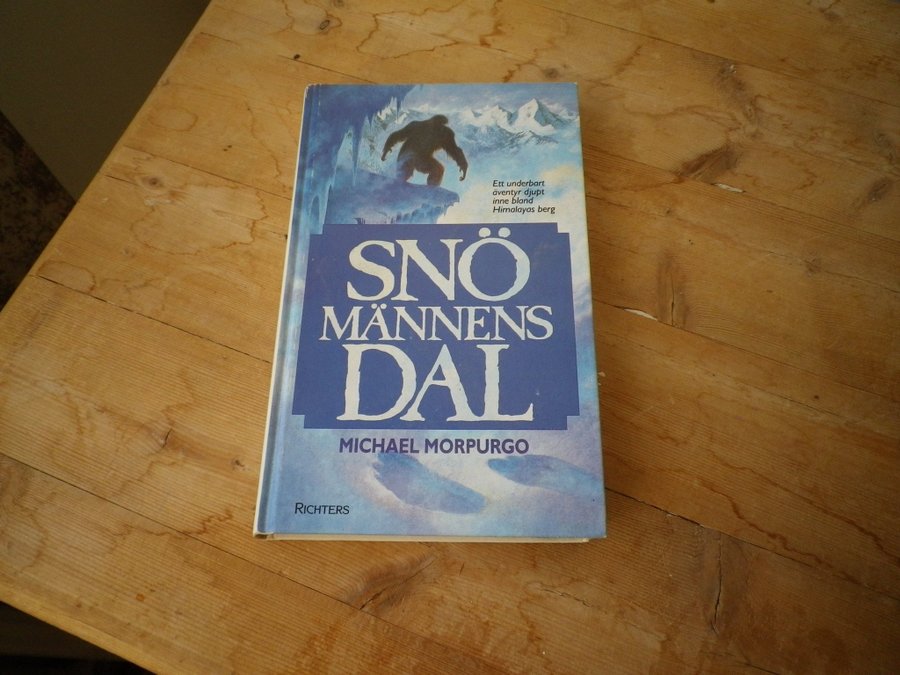 Ett underbart
äventyr djupt
inne bland
Himalayas berg
SNÖ
MÄNNENS
DAL
MICHAEL MORPURGO
RICHTERS